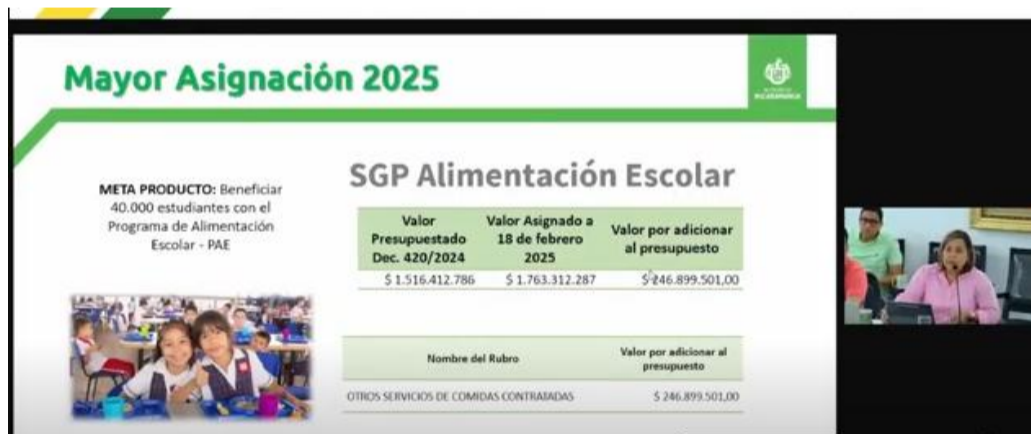 Mayor Asignación 2025
META PRODUCTO: Beneficiar
40.000 estudiantes con el
Programa de Alimentación
Escolar - PAE
SGP Alimentación Escolar
Valor Presupuestado Dec. 420/2024 Valor Asignado a 18 de febrero 2025 Valor por adicionar al presupuesto
$ 1.516.412.786 $ 1.763.312.287 $ 246.899.501,00
Nombre del Rubro Valor por adicionar al presupuesto
OTROS SERVICIOS DE COMIDAS CONTRATADAS $ 246.899.501,00